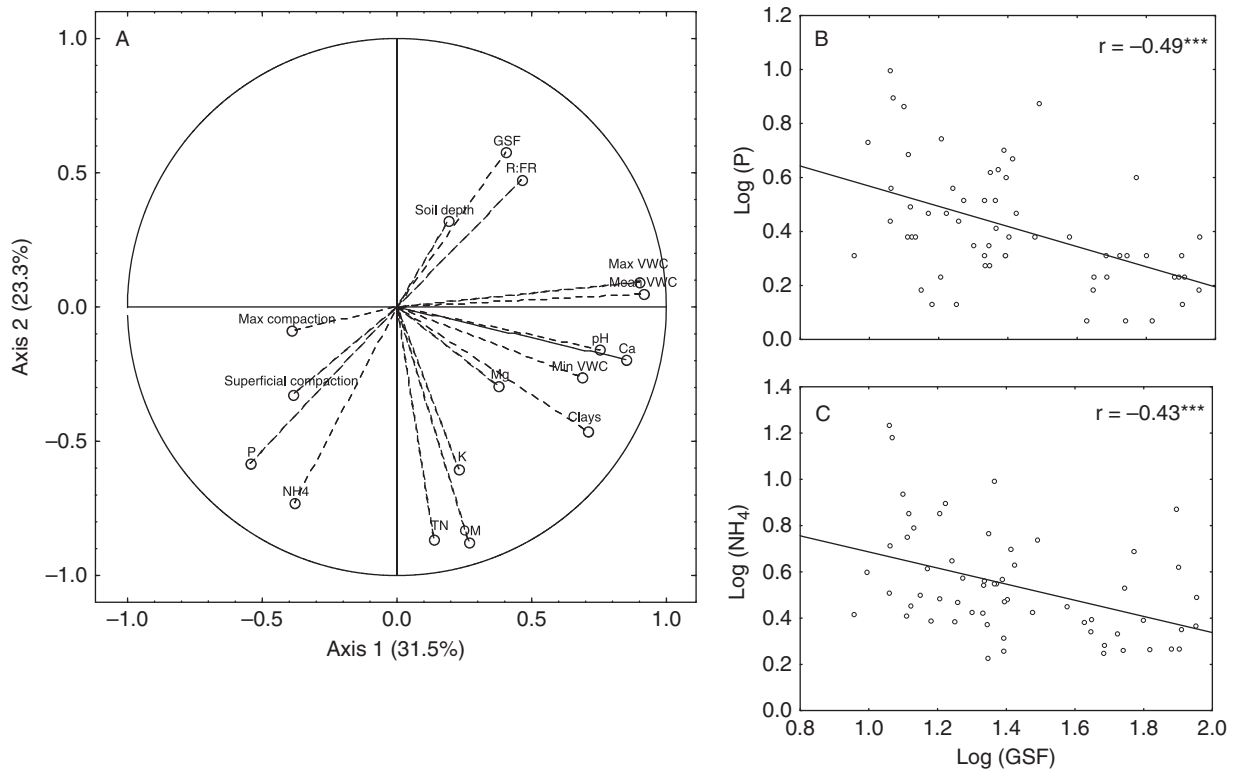 A
1.0
0.5
0.0
−0.5
−1.0
Axis 2 (23.3%)
GSF
R:FR
Soil depth
Max VWC
Mean VWC
Max compaction
pH
Ca
Min VWC
Mg
Superficial compaction
Clays
P
K
NH4
TN
OM
−1.0 −0.5 0.0 0.5 1.0
Axis 1 (31.5%)
B
r = −0.49***
1.2
1.0
0.8
0.6
0.4
0.2
0.0
Log (P)
C
r = −0.43***
1.4
1.2
1.0
0.8
0.6
0.4
0.2
0.0
Log (NH4)
0.8 1.0 1.2 1.4 1.6 1.8 2.0
Log (GSF)